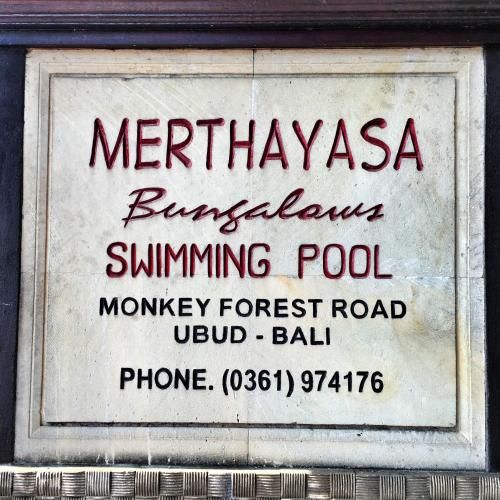 MERTHAYASA
Bungalows
SWIMMING POOL
MONKEY FOREST ROAD
UBUD - BALI
PHONE. (0361) 974176